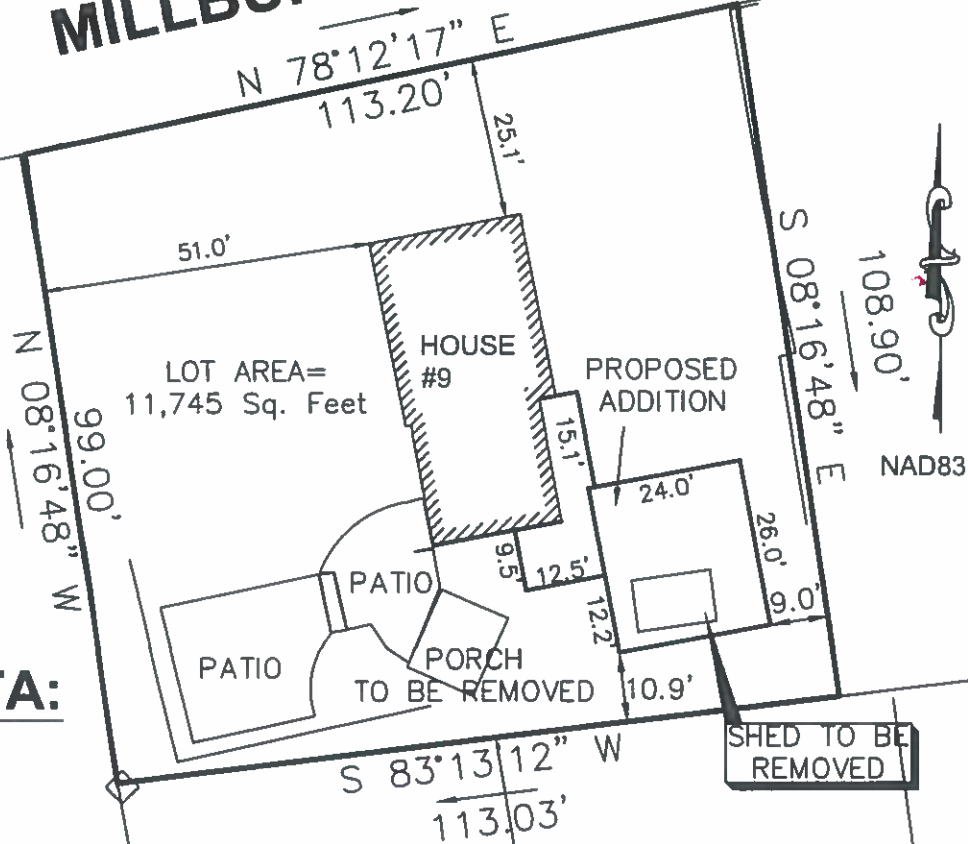 N 78°12'17" E
113.20'
25.1'
51.0'
S 08°16'48" E
108.90'
NAD83
N 08°16'48" W
99.00'
LOT AREA=
11,745 Sq. Feet
HOUSE
#9
PROPOSED
ADDITION
15.1'
24.0'
26.0'
9.5'
12.5'
12.2'
9.0'
10.9'
PATIO
PATIO
PORCH
TO BE REMOVED
SHED TO BE
REMOVED
TA:
S 83°13'12" W
113.03'